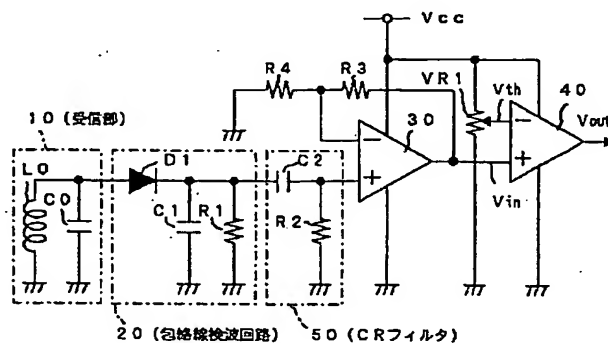 Vcc
R4
R3
VR1
Vth
40
Vout
30
10(受信部)
L0
C0
D1
C1
R1
C2
R2
Vin
20(包絡線検波回路)
50(CRフィルタ)